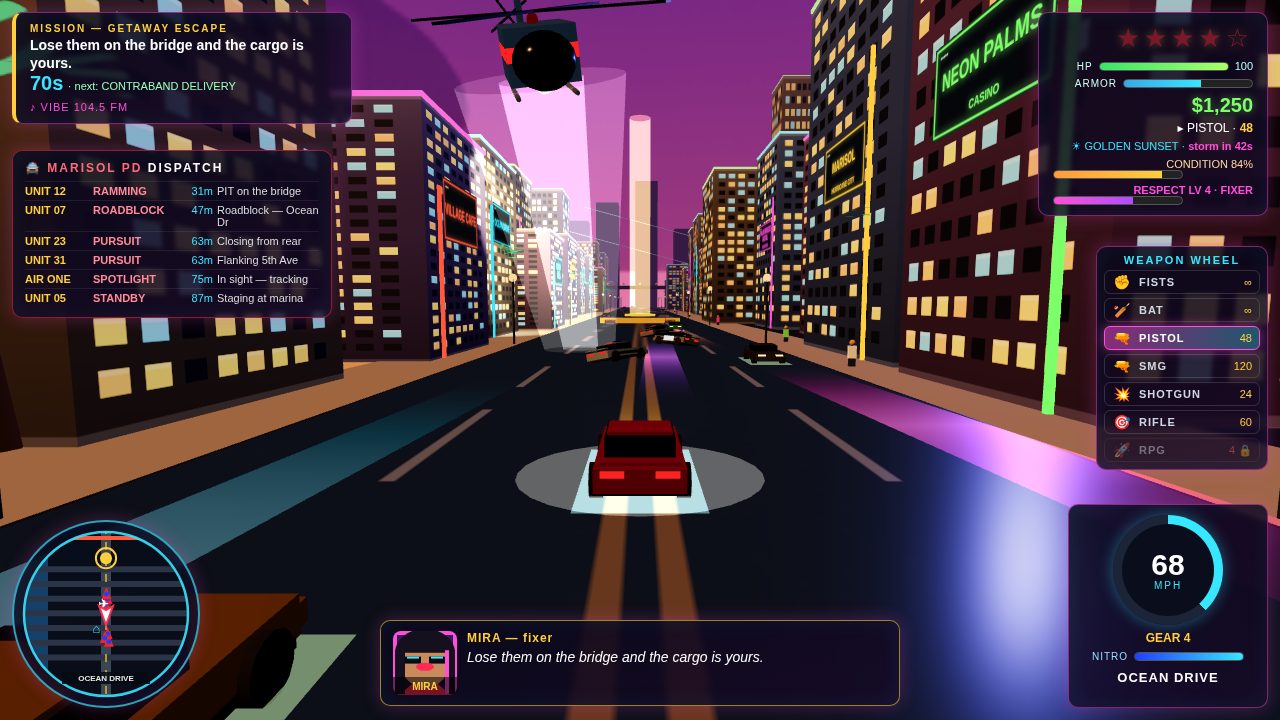 MISSION — GETAWAY ESCAPE
Lose them on the bridge and the cargo is
yours.
70s · next: CONTRABAND DELIVERY
♪ VIBE 104.5 FM
MARISOL PD DISPATCH
UNIT 12 RAMMING 31m PIT on the bridge
UNIT 07 ROADBLOCK 47m Roadblock — Ocean
Dr
UNIT 23 PURSUIT 63m Closing from rear
UNIT 31 PURSUIT 63m Flanking 5th Ave
AIR ONE SPOTLIGHT 75m In sight — tracking
UNIT 05 STANDBY 87m Staging at marina
VILLAGE CAFE
NEON PALMS
CASINO
MARISOL
HP 100
ARMOR
$1,250
▸ PISTOL · 48
☀ GOLDEN SUNSET · storm in 42s
CONDITION 84%
RESPECT LV 4 · FIXER
WEAPON WHEEL
FISTS ∞
BAT ∞
PISTOL 48
SMG 120
SHOTGUN 24
RIFLE 60
RPG 4
68
MPH
GEAR 4
NITRO
OCEAN DRIVE
OCEAN DRIVE
MIRA — fixer
Lose them on the bridge and the cargo is yours.
MIRA